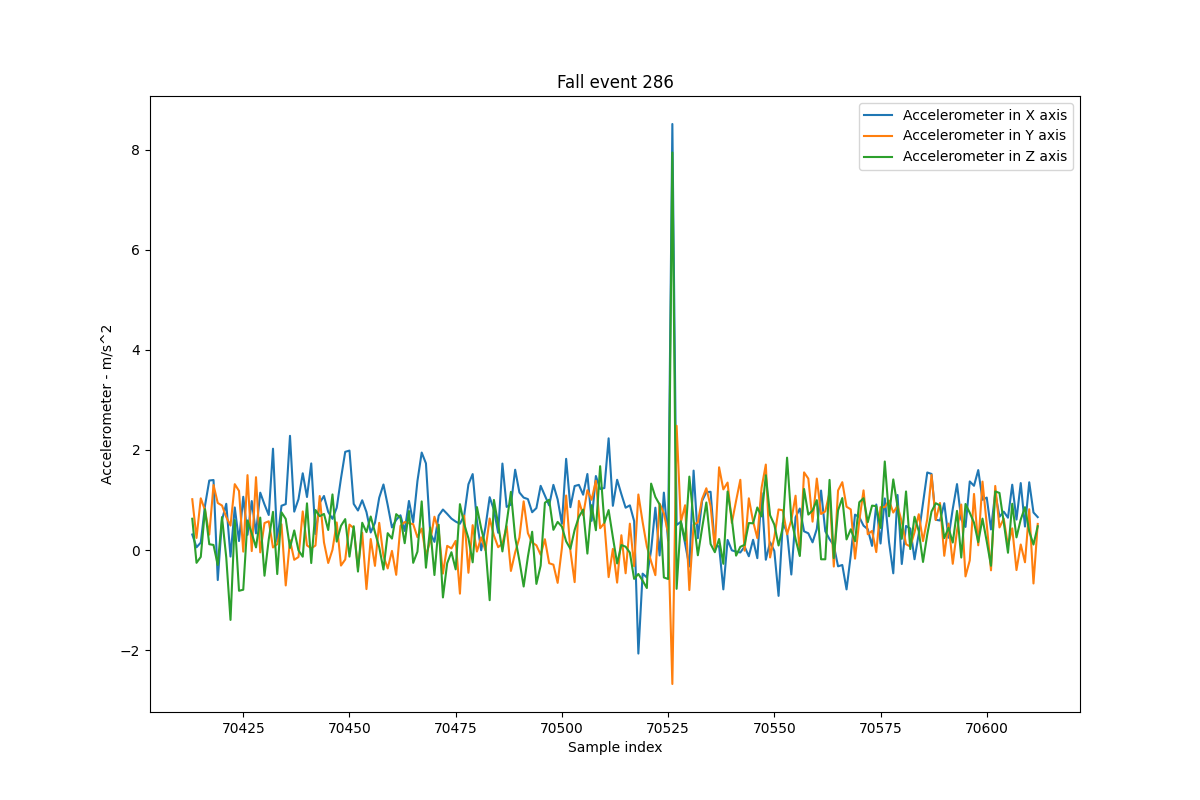 Fall event 286
Accelerometer in X axis
Accelerometer in Y axis
Accelerometer in Z axis
Accelerometer - m/s^2
8
6
4
2
0
−2
70425 70450 70475 70500 70525 70550 70575 70600
Sample index